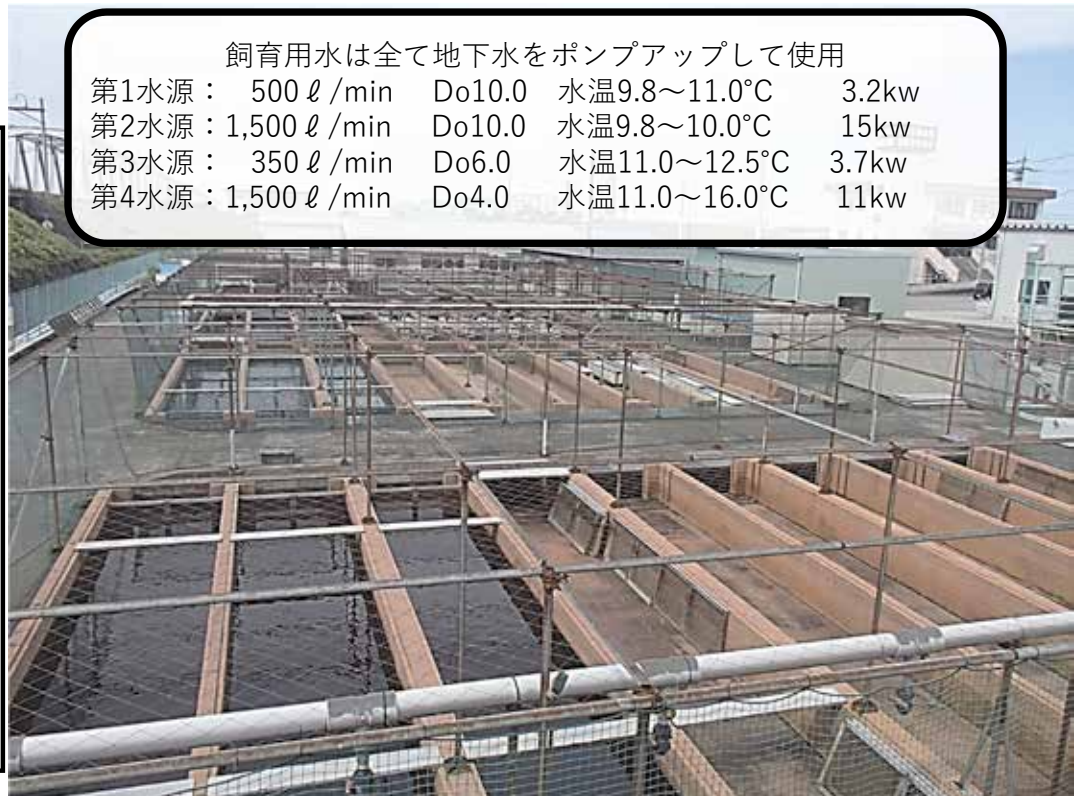 飼育用水は全て地下水をポンプアップして使用
第1水源： 500ℓ/min Do10.0 水温9.8～11.0°C 3.2kw
第2水源：1,500ℓ/min Do10.0 水温9.8～10.0°C 15kw
第3水源： 350ℓ/min Do6.0 水温11.0～12.5°C 3.7kw
第4水源：1,500ℓ/min Do4.0 水温11.0～16.0°C 11kw